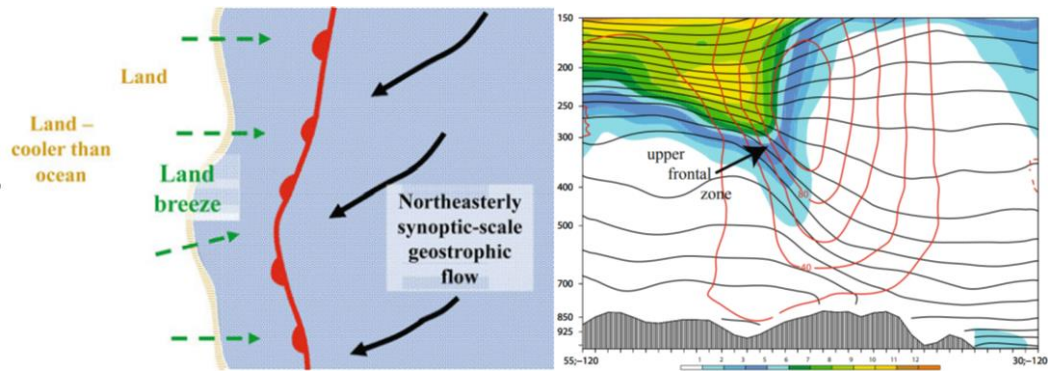 Land
Land –
cooler than
ocean
Land
breeze
Northeasterly
synoptic-scale
geostrophic
flow
150
200
250
300
400
500
700
850
925
upper
frontal
zone
80
40
55;–120
30;–120
1 2 3 4 5 6 7 8 9 10 11 12